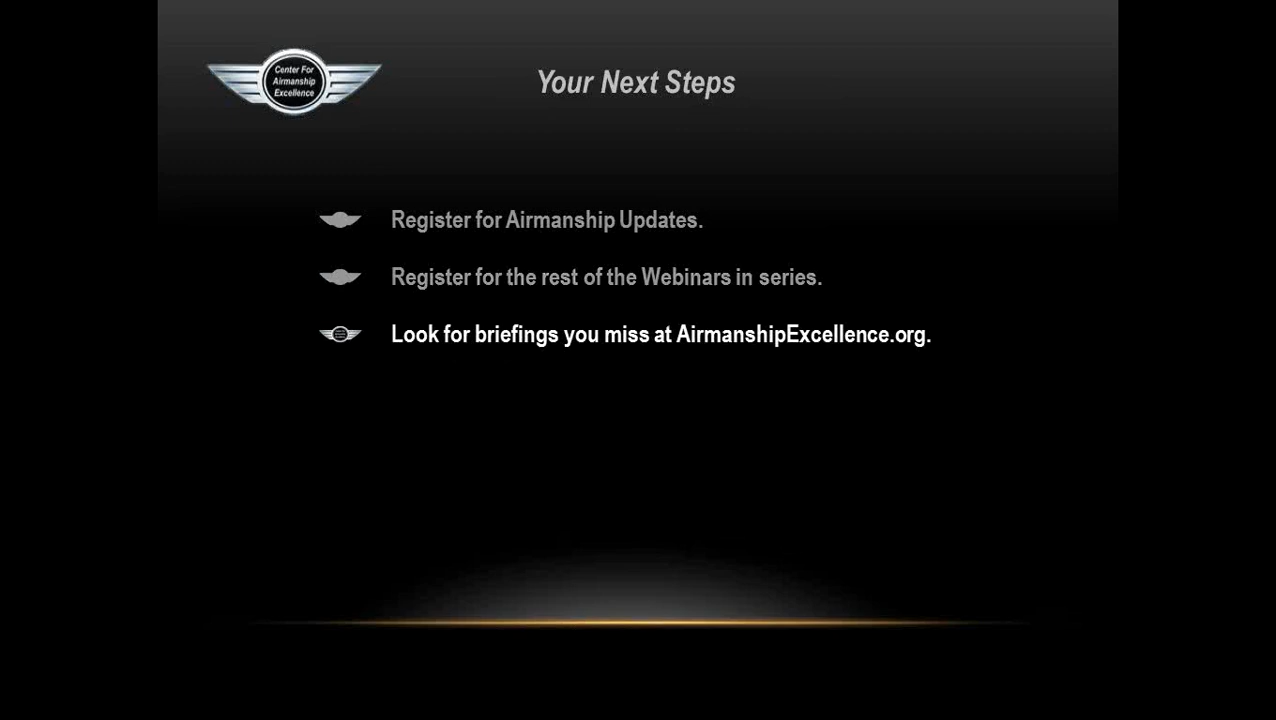 Center For
Airmanship
Excellence
Your Next Steps
Register for Airmanship Updates.
Register for the rest of the Webinars in series.
Look for briefings you miss at AirmanshipExcellence.org.